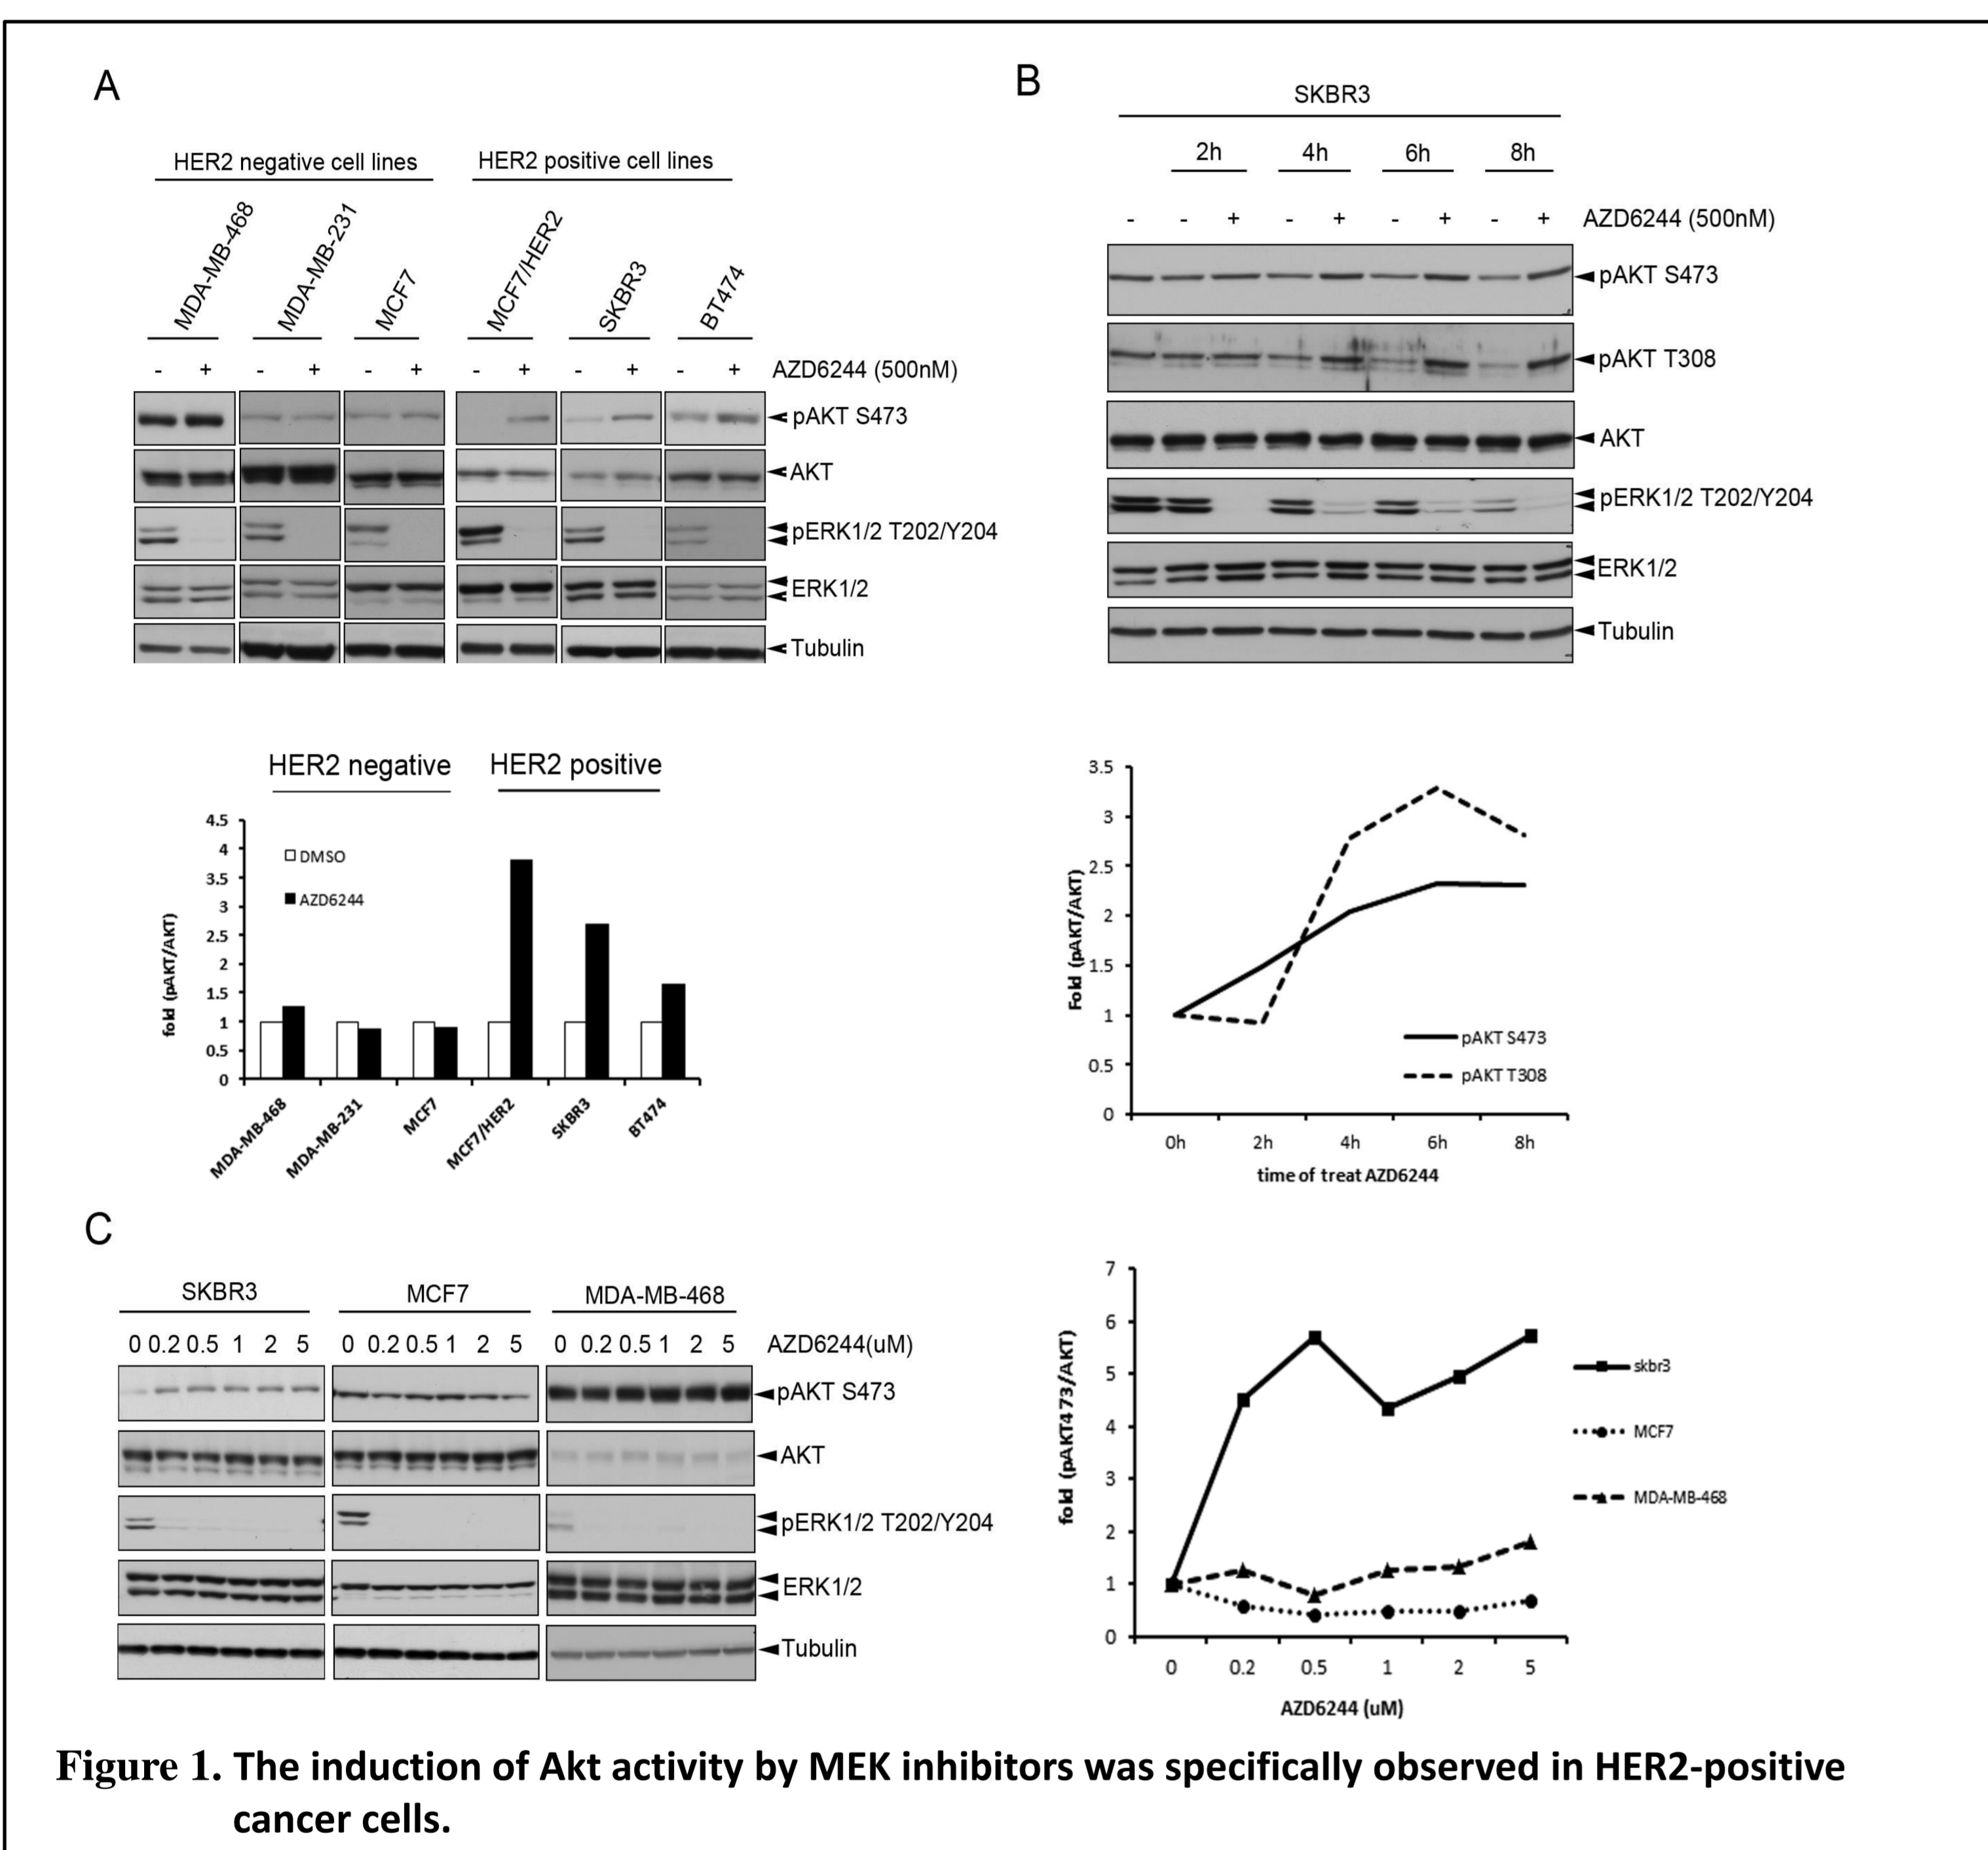 A
HER2 negative cell lines
HER2 positive cell lines
MDA-MB-468
MDA-MB-231
MCF7
MCF7/HER2
SKBR3
BT474
- + - + - + - + - + - + AZD6244 (500nM)
pAKT S473
AKT
pERK1/2 T202/Y204
ERK1/2
Tubulin
HER2 negative
HER2 positive
4.5
4
3.5
3
2.5
2
1.5
1
0.5
0
fold (pAKT/AKT)
DMSO
AZD6244
MDA-MB-468
MDA-MB-231
MCF7
MCF7/HER2
SKBR3
BT474
B
SKBR3
2h 4h 6h 8h
- - + - + - + - + AZD6244 (500nM)
pAKT S473
pAKT T308
AKT
pERK1/2 T202/Y204
ERK1/2
Tubulin
3.5
3
2.5
2
1.5
1
0.5
0
Fold (pAKT/AKT)
pAKT S473
pAKT T308
0h 2h 4h 6h 8h
time of treat AZD6244
C
SKBR3 MCF7 MDA-MB-468
0 0.2 0.5 1 2 5 0 0.2 0.5 1 2 5 0 0.2 0.5 1 2 5 AZD6244(uM)
pAKT S473
AKT
pERK1/2 T202/Y204
ERK1/2
Tubulin
7
6
5
4
3
2
1
0
fold (pAKT473/AKT)
skbr3
MCF7
MDA-MB-468
0 0.2 0.5 1 2 5
AZD6244 (uM)
Figure 1. The induction of Akt activity by MEK inhibitors was specifically observed in HER2-positive
cancer cells.